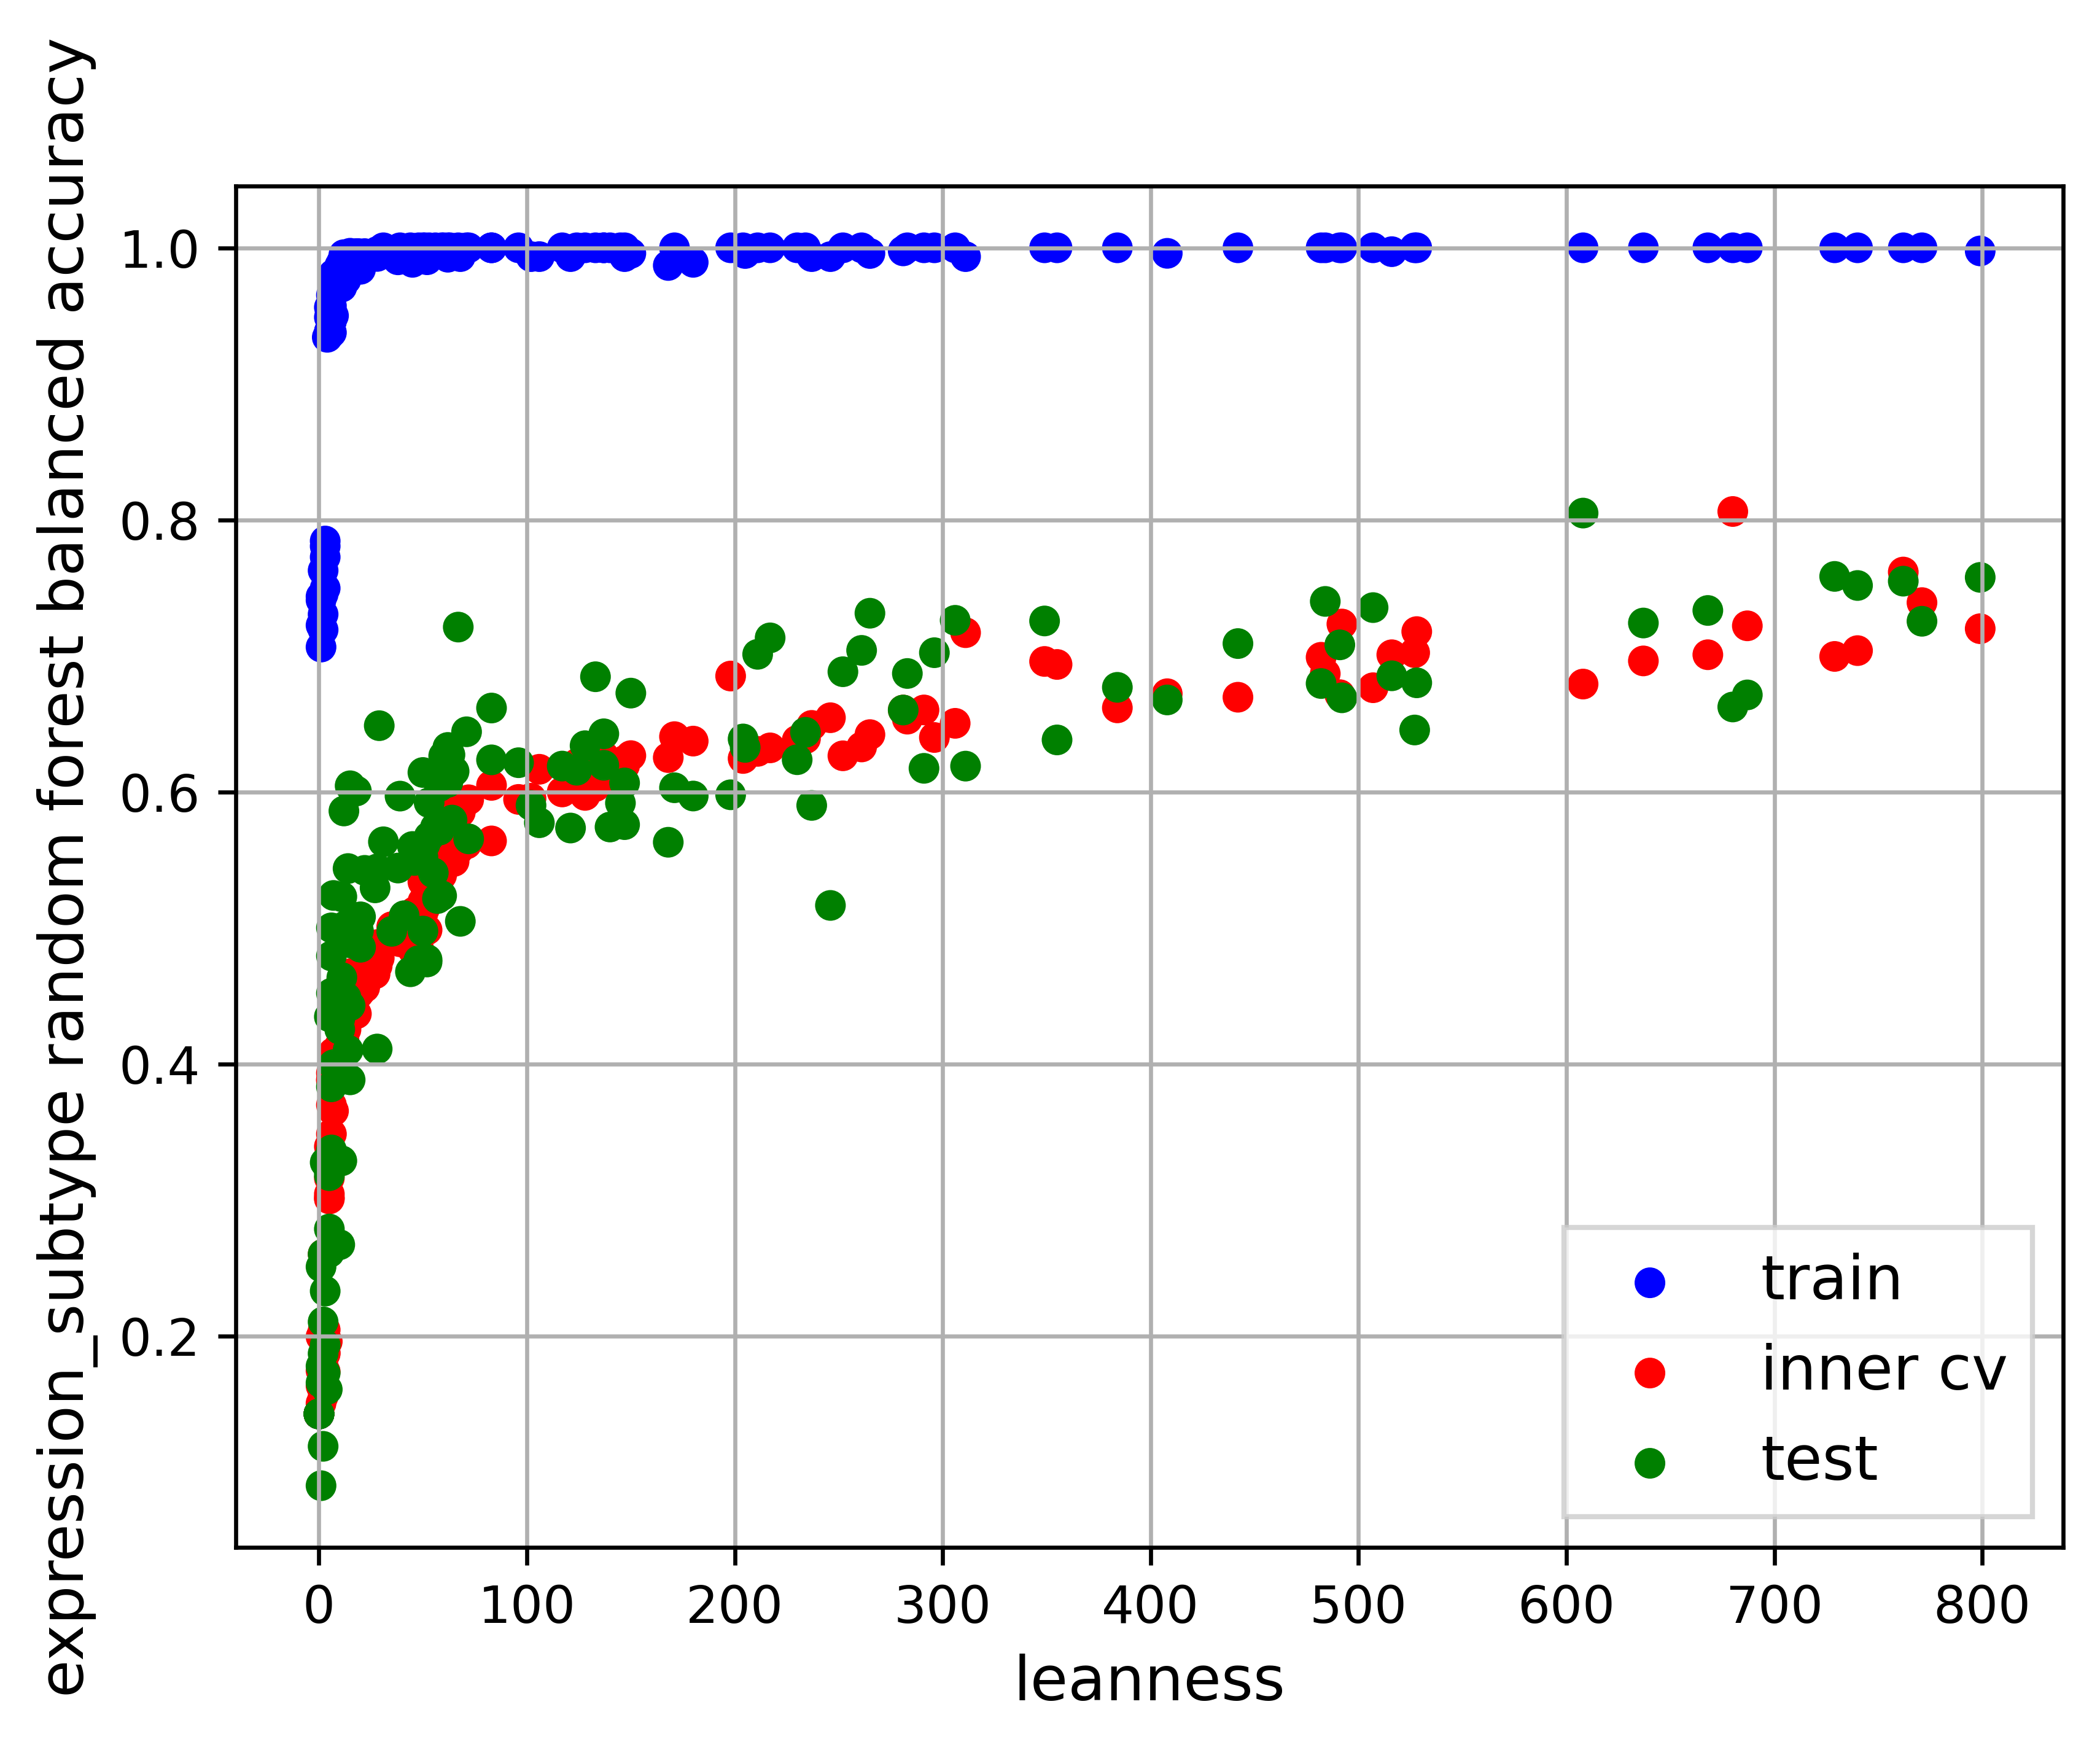 expression_subtype random forest balanced accuracy
1.0
0.8
0.6
0.4
0.2
train
inner cv
test
0 100 200 300 400 500 600 700 800
leanness